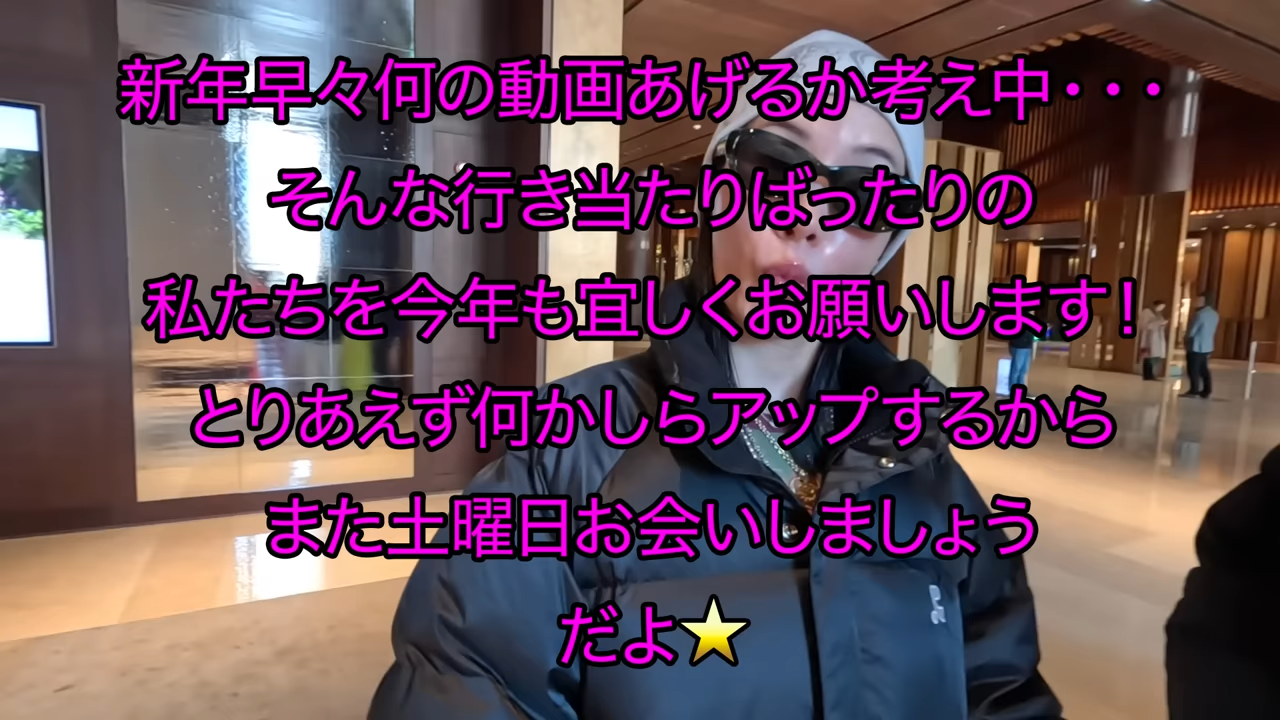 新年早々何の動画あげるか考え中・・・
そんな行き当たりばったりの
私たちを今年も宜しくお願いします！
とりあえず何かしらアップするから
また土曜日お会いしましょう
だよ⭐